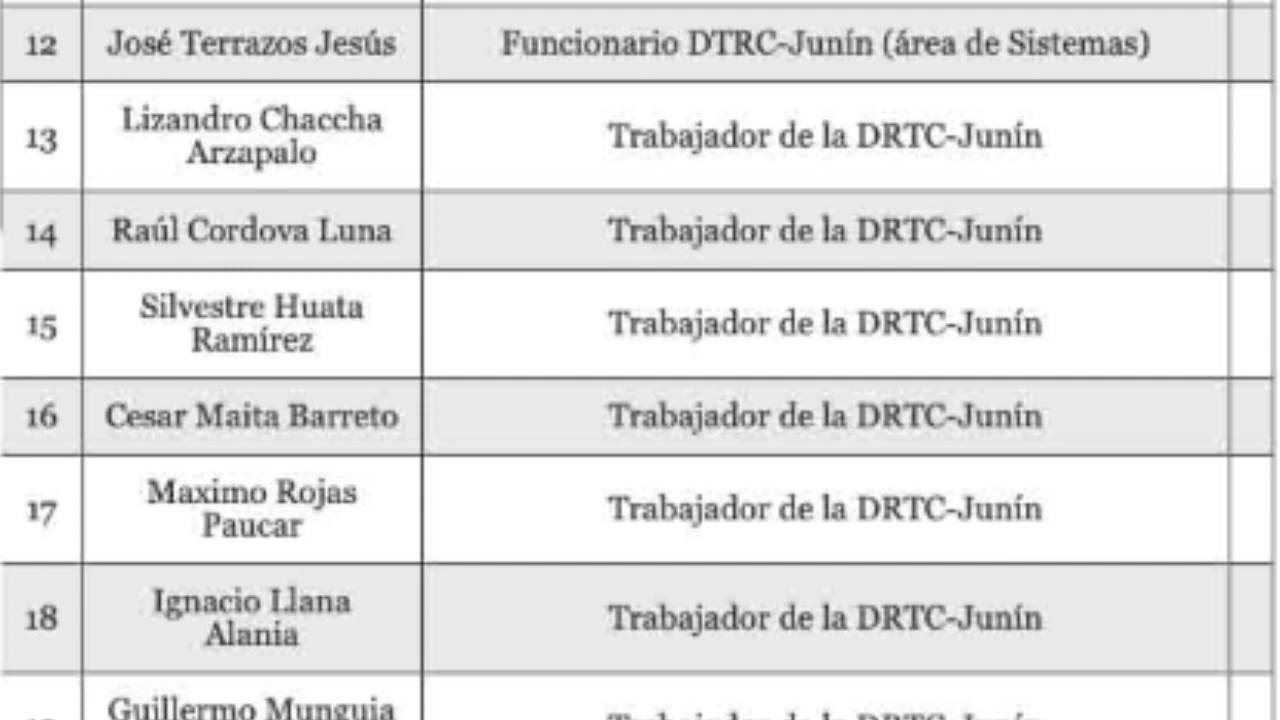 12 José Terrazos Jesús Funcionario DTRC-Junín (área de Sistemas)
13 Lizandro Chaccha Arzapalo Trabajador de la DRTC-Junín
14 Raúl Cordova Luna Trabajador de la DRTC-Junín
15 Silvestre Huata Ramírez Trabajador de la DRTC-Junín
16 Cesar Maita Barreto Trabajador de la DRTC-Junín
17 Maximo Rojas Paucar Trabajador de la DRTC-Junín
18 Ignacio Llana Alania Trabajador de la DRTC-Junín
Guillermo Munguia